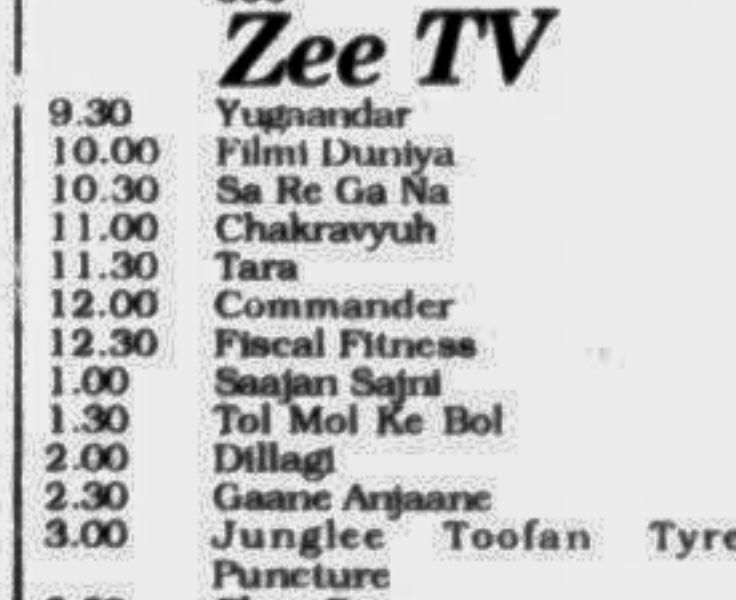 Zee TV
9.30 Yugnandar
10.00 Filmi Duniya
10.30 Sa Re Ga Na
11.00 Chakravyuh
11.30 Tara
12.00 Commander
12.30 Fiscal Fitness
1.00 Saajan Sajni
1.30 Tol Mol Ke Bol
2.00 Dillagi
2.30 Gaane Anjaane
3.00 Junglee Toofan Tyre
Puncture